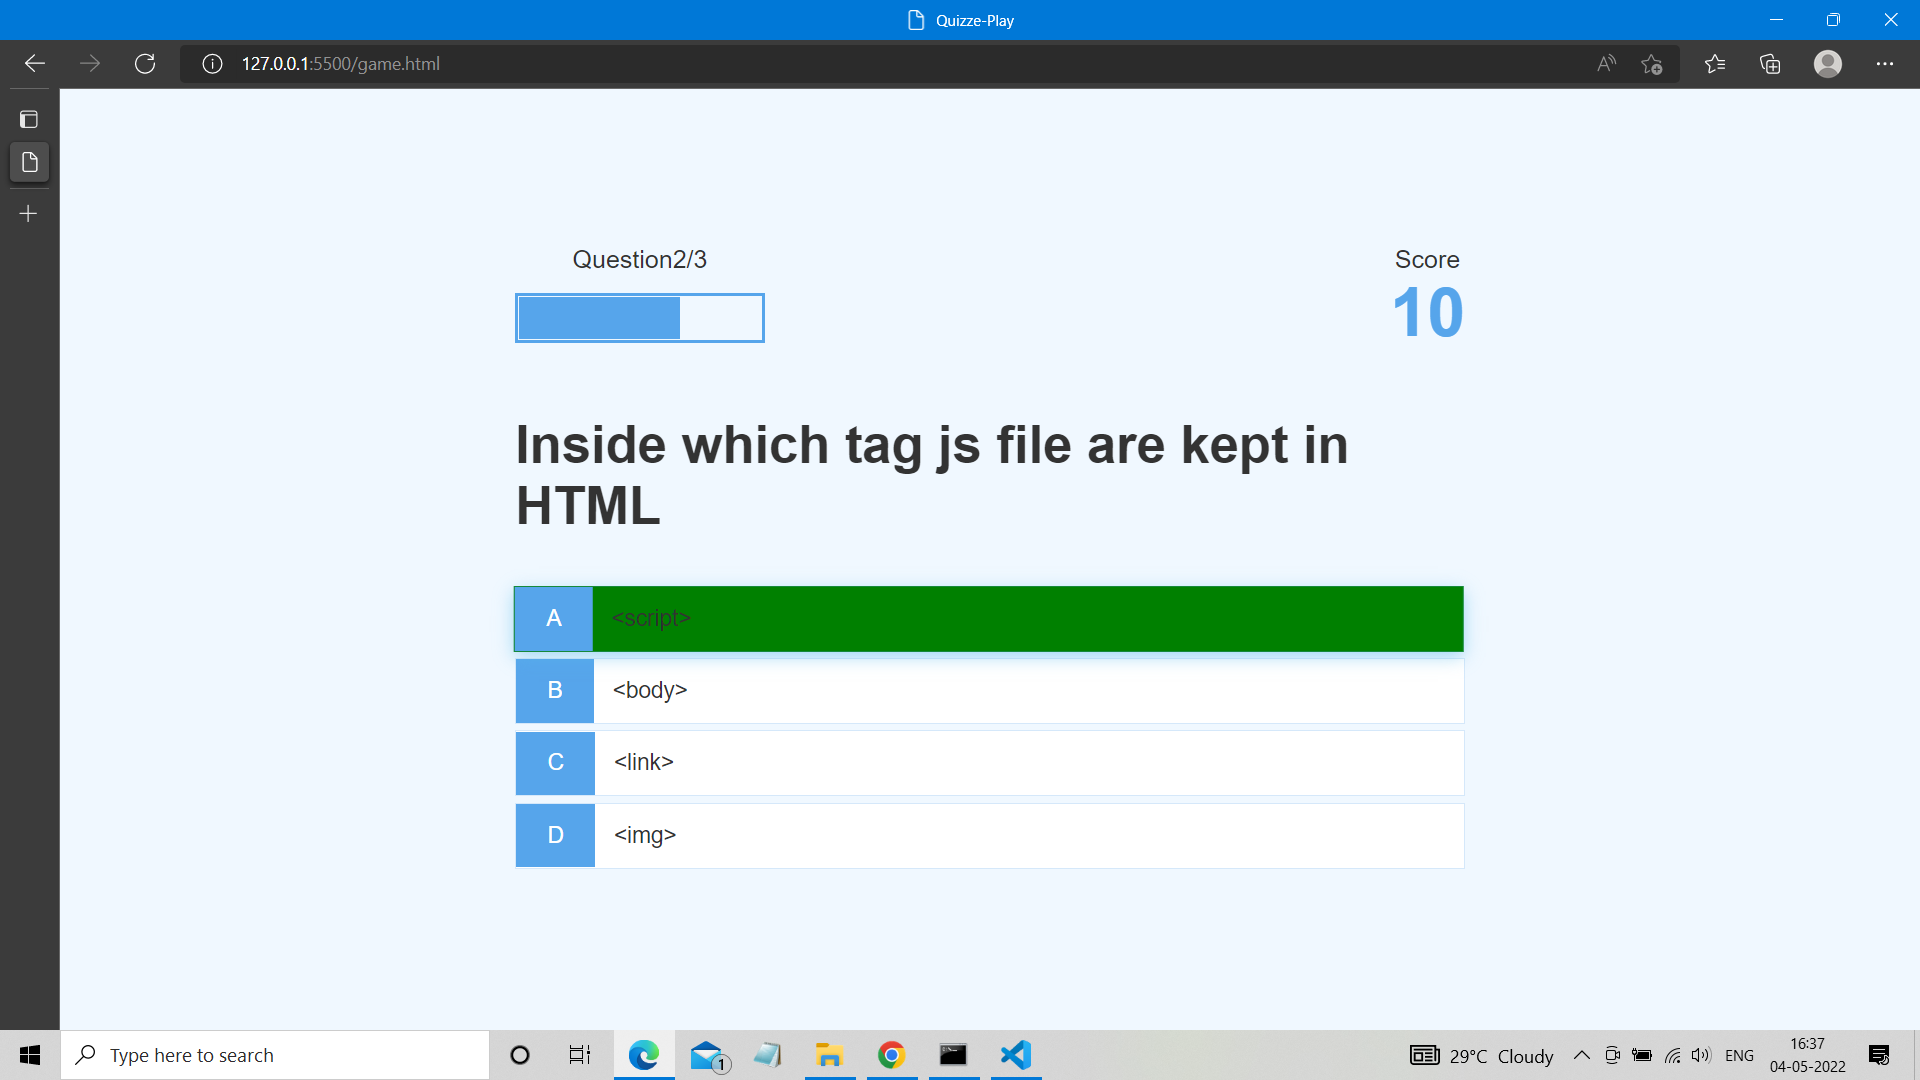 Quizze-Play
127.0.0.1:5500/game.html
Question2/3
Score
10
Inside which tag js file are kept in
HTML
A <script>
B <body>
C <link>
D <img>
Type here to search
1
29°C Cloudy
ENG
16:37
04-05-2022